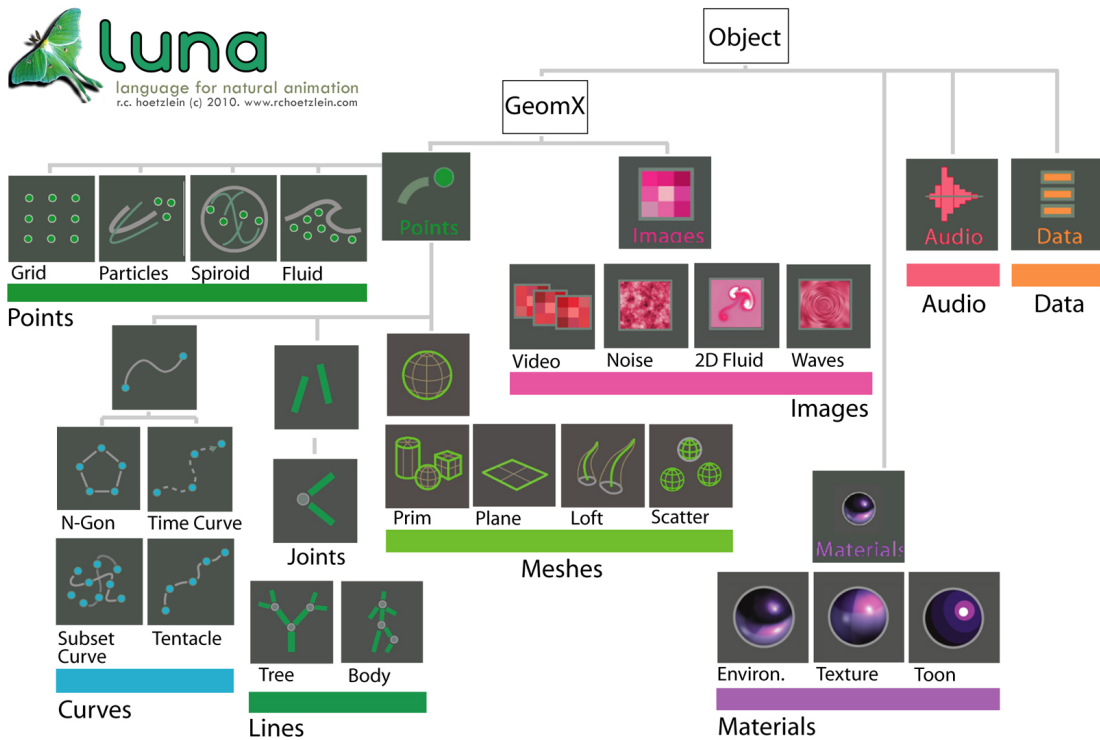 luna
language for natural animation
r.c. hoetzlein (c) 2010. www.rchoetzlein.com
Object
GeomX
Points
Images
Audio
Data
Grid
Particles
Spiroid
Fluid
Points
Audio
Data
Video
Noise
2D Fluid
Waves
Images
N-Gon
Time Curve
Joints
Prim
Plane
Loft
Scatter
Meshes
Materials
Subset
Curve
Tentacle
Curves
Tree
Body
Lines
Environ.
Texture
Toon
Materials